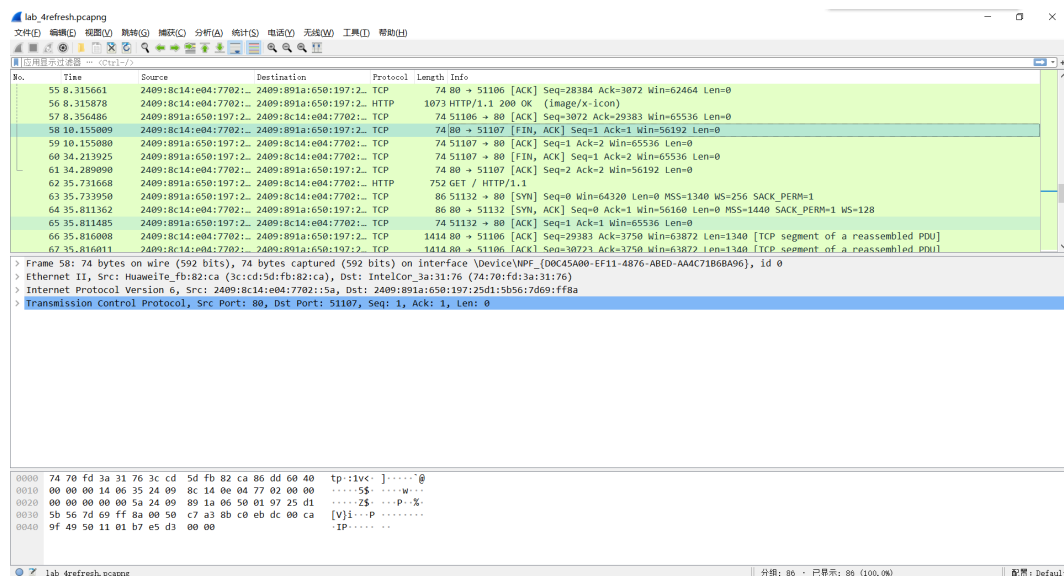 lab_4refresh.pcapng
文件(F) 编辑(E) 视图(V) 跳转(G) 捕获(C) 分析(A) 统计(S) 电话(Y) 无线(W) 工具(T) 帮助(H)
应用显示过滤器 … <Ctrl-/>
No. Time Source Destination Protocol Length Info
55 8.315661 2409:8c14:e04:7702:… 2409:891a:650:197:2… TCP 74 80 → 51106 [ACK] Seq=28384 Ack=3072 Win=62464 Len=0
56 8.315878 2409:8c14:e04:7702:… 2409:891a:650:197:2… HTTP 1073 HTTP/1.1 200 OK (image/x-icon)
57 8.356486 2409:891a:650:197:2… 2409:8c14:e04:7702:… TCP 74 51106 → 80 [ACK] Seq=3072 Ack=29383 Win=65536 Len=0
58 10.155009 2409:8c14:e04:7702:… 2409:891a:650:197:2… TCP 74 80 → 51107 [FIN, ACK] Seq=1 Ack=1 Win=56192 Len=0
59 10.155080 2409:891a:650:197:2… 2409:8c14:e04:7702:… TCP 74 51107 → 80 [ACK] Seq=1 Ack=2 Win=65536 Len=0
60 34.213925 2409:891a:650:197:2… 2409:8c14:e04:7702:… TCP 74 51107 → 80 [FIN, ACK] Seq=1 Ack=2 Win=65536 Len=0
61 34.289090 2409:8c14:e04:7702:… 2409:891a:650:197:2… TCP 74 80 → 51107 [ACK] Seq=2 Ack=2 Win=56192 Len=0
62 35.731668 2409:891a:650:197:2… 2409:8c14:e04:7702:… HTTP 752 GET / HTTP/1.1
63 35.733950 2409:891a:650:197:2… 2409:8c14:e04:7702:… TCP 86 51132 → 80 [SYN] Seq=0 Win=64320 Len=0 MSS=1340 WS=256 SACK_PERM=1
64 35.811362 2409:8c14:e04:7702:… 2409:891a:650:197:2… TCP 86 80 → 51132 [SYN, ACK] Seq=0 Ack=1 Win=56160 Len=0 MSS=1440 SACK_PERM=1 WS=128
65 35.811485 2409:891a:650:197:2… 2409:8c14:e04:7702:… TCP 74 51132 → 80 [ACK] Seq=1 Ack=1 Win=65536 Len=0
66 35.816008 2409:8c14:e04:7702:… 2409:891a:650:197:2… TCP 1414 80 → 51106 [ACK] Seq=29383 Ack=3750 Win=63872 Len=1340 [TCP segment of a reassembled PDU]
67 35.816011 2409:8c14:e04:7702:… 2409:891a:650:197:2… TCP 1414 80 → 51106 [ACK] Seq=30723 Ack=3750 Win=63872 Len=1340 [TCP segment of a reassembled PDU]
> Frame 58: 74 bytes on wire (592 bits), 74 bytes captured (592 bits) on interface \Device\NPF_{D0C45A00-EF11-4876-ABED-AA4C71B6BA96}, id 0
> Ethernet II, Src: HuaweiTe_fb:82:ca (3c:cd:5d:fb:82:ca), Dst: IntelCor_3a:31:76 (74:70:fd:3a:31:76)
> Internet Protocol Version 6, Src: 2409:8c14:e04:7702::5a, Dst: 2409:891a:650:197:25d1:5b56:7d69:ff8a
> Transmission Control Protocol, Src Port: 80, Dst Port: 51107, Seq: 1, Ack: 1, Len: 0
0000 74 70 fd 3a 31 76 3c cd 5d fb 82 ca 86 dd 60 40 tp·:1v<· ]·····`@
0010 00 00 00 14 06 35 24 09 8c 14 0e 04 77 02 00 00 ·····5$· ····w···
0020 00 00 00 00 00 5a 24 09 89 1a 06 50 01 97 25 d1 ·····Z$· ···P··%·
0030 5b 56 7d 69 ff 8a 00 50 c7 a3 8b c0 eb dc 00 ca [V}i···P ········
0040 9f 49 50 11 01 b7 e5 d3 00 00 ·IP····· ··
lab_4refresh.pcapng 分组: 86 · 已显示: 86 (100.0%) 配置: Defaul